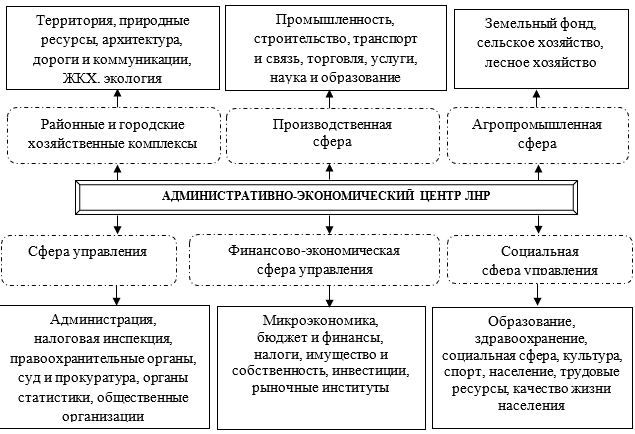 Территория, природные
ресурсы, архитектура,
дороги и коммуникации,
ЖКХ. экология
Промышленность,
строительство, транспорт
и связь, торговля, услуги,
наука и образование
Земельный фонд,
сельское хозяйство,
лесное хозяйство
Районные и городские
хозяйственные комплексы
Производственная
сфера
Агропромышленная
сфера
АДМИНИСТРАТИВНО-ЭКОНОМИЧЕСКИЙ ЦЕНТР ЛНР
Сфера управления
Финансово-экономическая
сфера управления
Социальная
сфера управления
Администрация,
налоговая инспекция,
правоохранительные органы,
суд и прокуратура, органы
статистики, общественные
организации
Микроэкономика,
бюджет и финансы,
налоги, имущество и
собственность, инвестиции,
рыночные институты
Образование,
здравоохранение,
социальная сфера, культура,
спорт, население, трудовые
ресурсы, качество жизни
населения